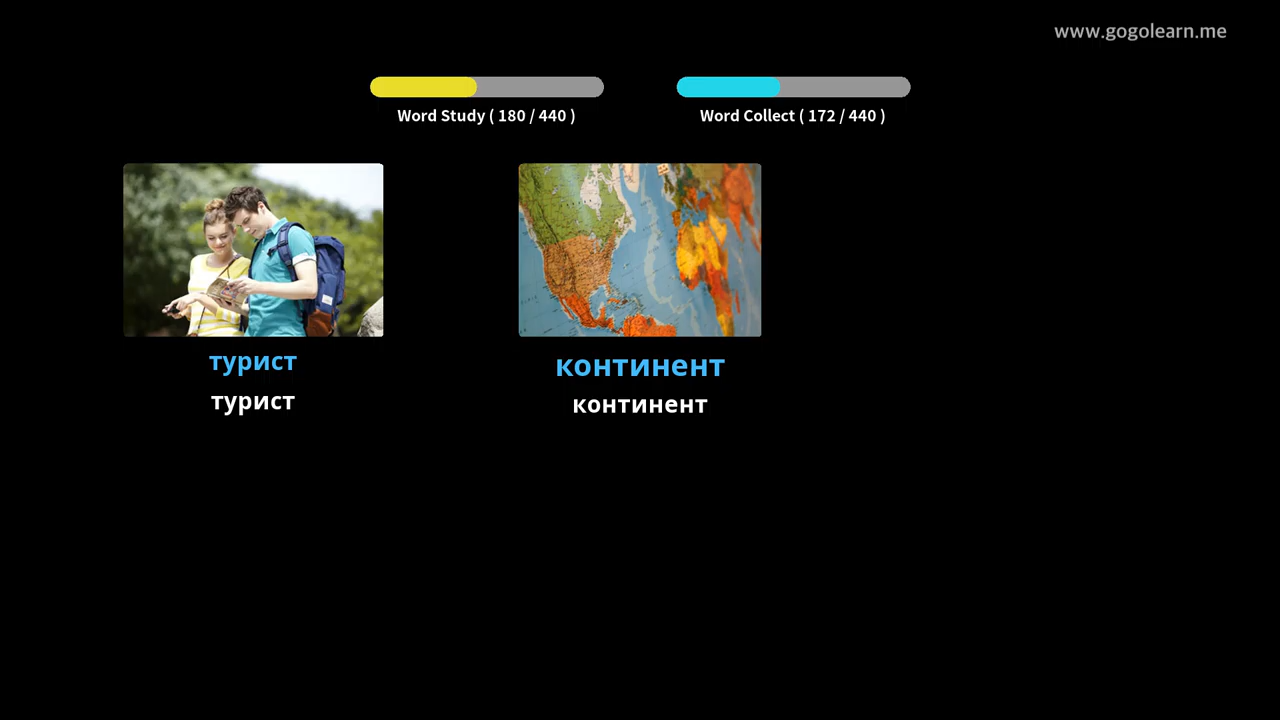 www.gogolearn.me
Word Study ( 180 / 440 )
Word Collect ( 172 / 440 )
турист
турист
континент
континент